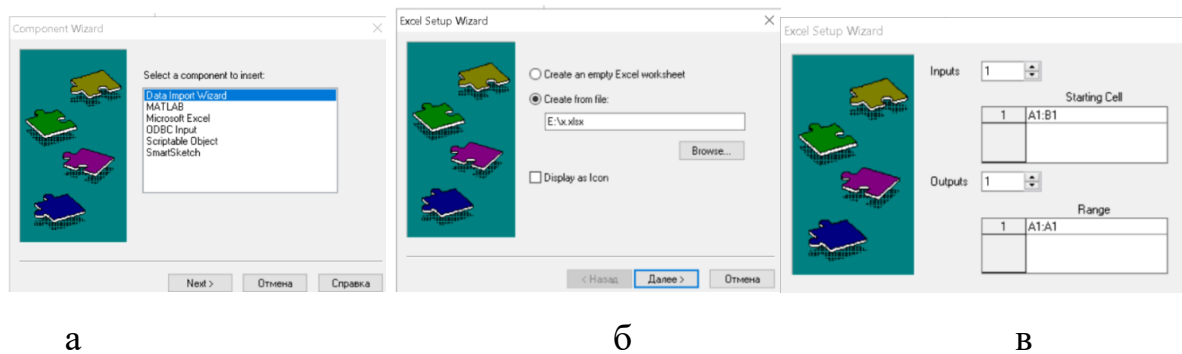 Component Wizard
Select a component to insert:
Data Import Wizard
MATLAB
Microsoft Excel
ODBC Input
Scriptable Object
SmartSketch
Next >
Отмена
Справка
Excel Setup Wizard
Create an empty Excel worksheet
Create from file:
E:\x.xlsx
Browse...
Display as Icon
< Назад
Далее >
Отмена
Excel Setup Wizard
Inputs 1
Starting Cell
1 A1:B1
Outputs 1
Range
1 A1:A1
а б в